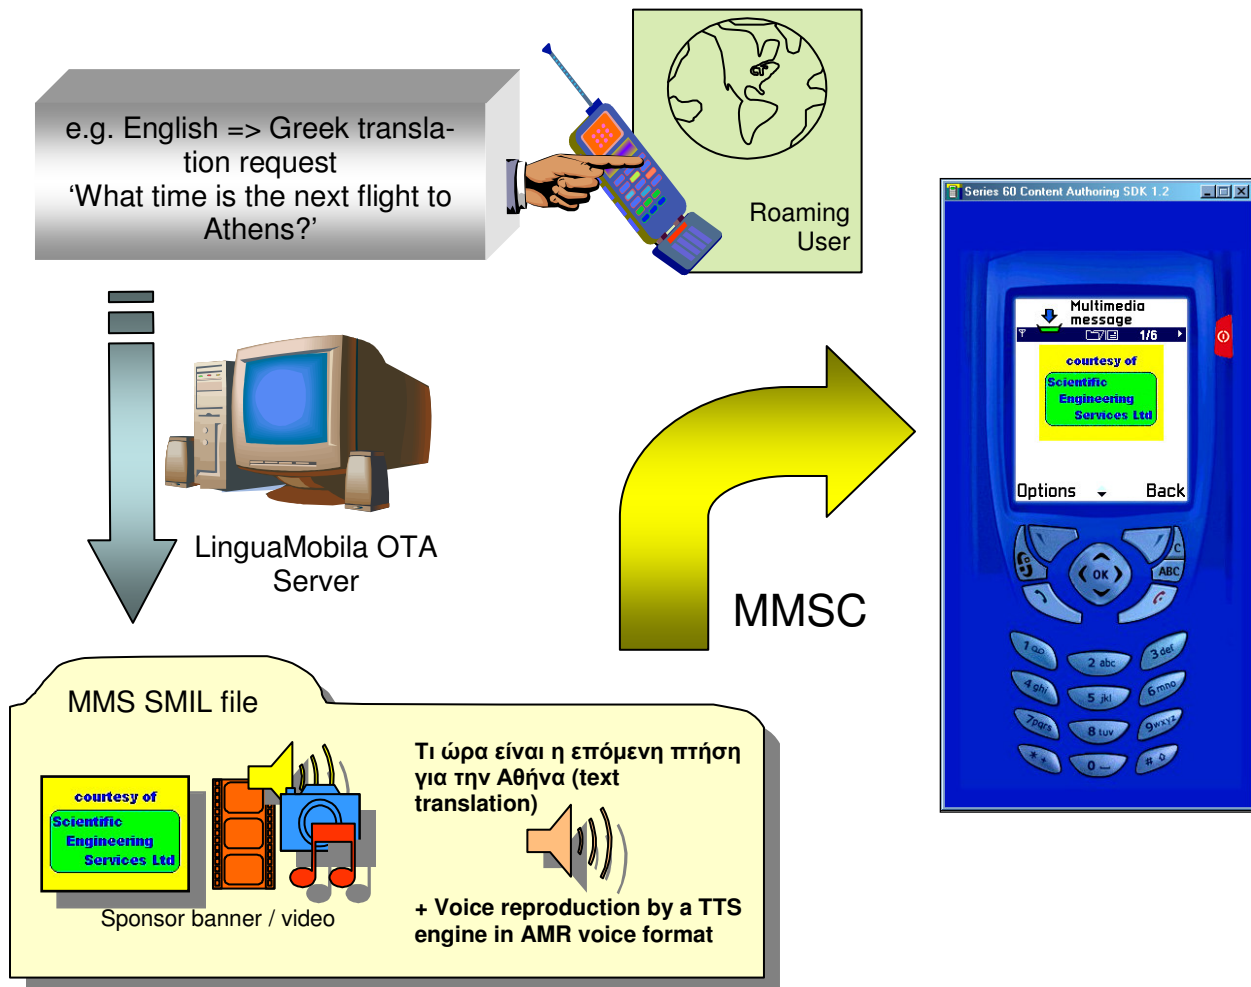 e.g. English => Greek transla-
tion request
‘What time is the next flight to
Athens?’
Roaming
User
LinguaMobila OTA
Server
MMSC
MMS SMIL file
courtesy of
Scientific
Engineering
Services Ltd
Sponsor banner / video
Τι ώρα είναι η επόμενη πτήση
για την Αθήνα (text
translation)
+ Voice reproduction by a TTS
engine in AMR voice format
Series 60 Content Authoring SDK 1.2
Multimedia
message
1/6
courtesy of
Scientific
Engineering
Services Ltd
Options
Back
C
OK
ABC
2 abc
3 def
4 ghi
5 jkl
6 mno
7pqrs
8 tuv
9wxyz
* +
0
#